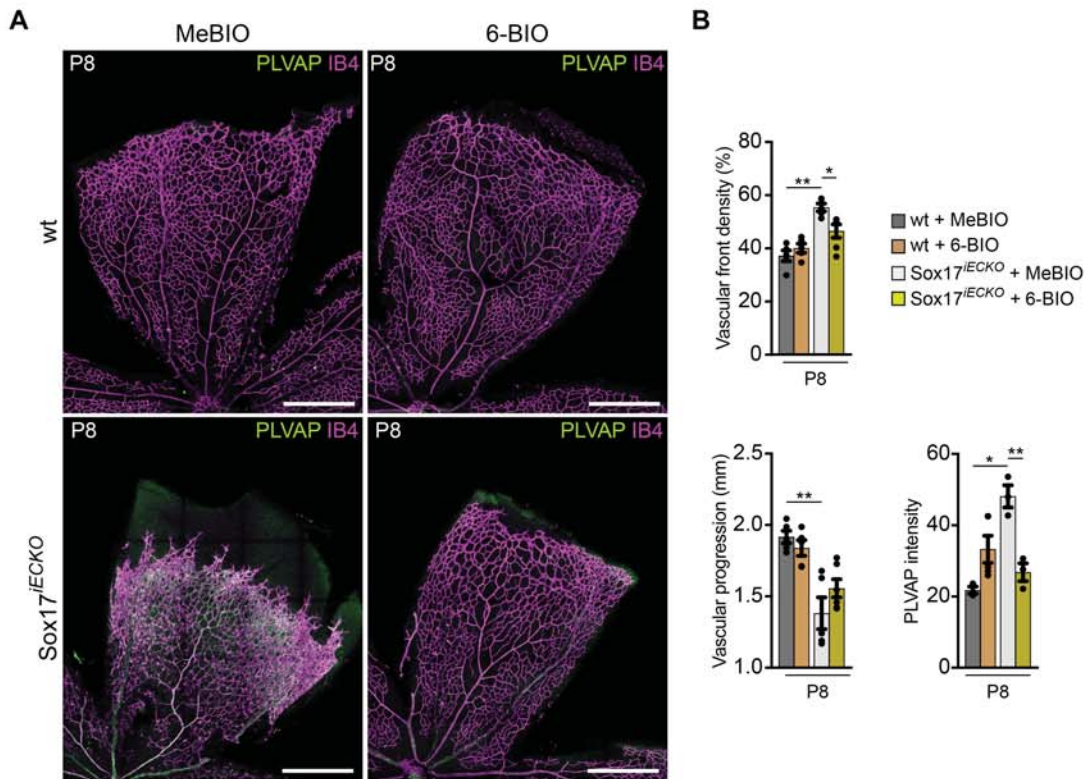 A
MeBIO
6-BIO
wt
P8
PLVAP IB4
P8
PLVAP IB4
Sox17iECKO
P8
PLVAP IB4
P8
PLVAP IB4
B
Vascular front density (%)
80
60
40
20
0
**
*
P8
wt + MeBIO
wt + 6-BIO
Sox17iECKO + MeBIO
Sox17iECKO + 6-BIO
Vascular progression (mm)
2.5
2.0
1.5
1.0
**
P8
PLVAP intensity
60
40
20
0
*
**
P8